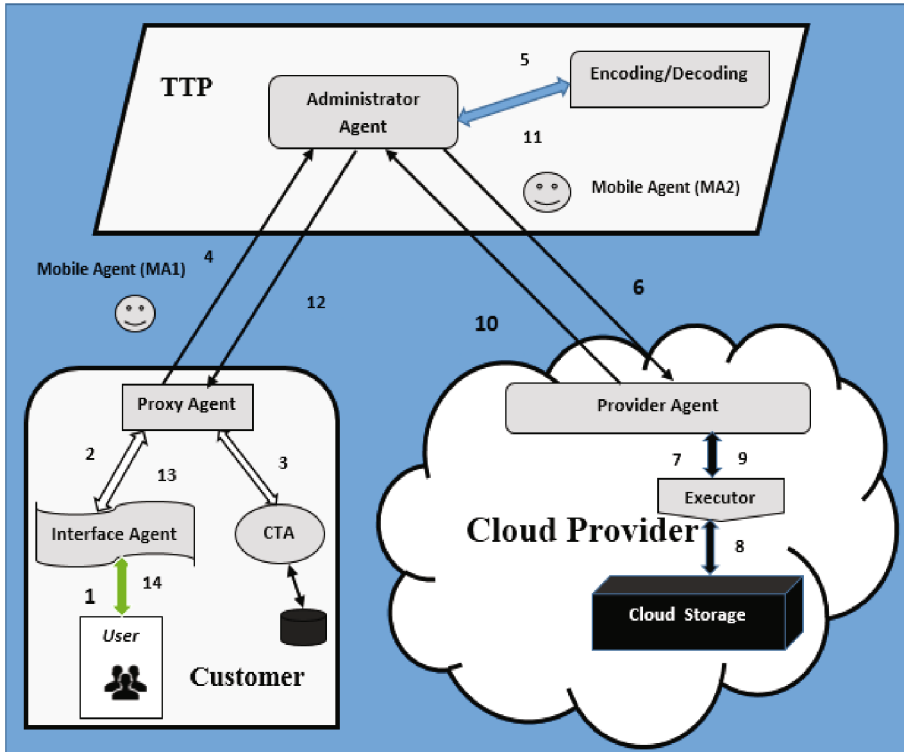 TTP
5
Encoding/Decoding
Administrator
Agent
11
Mobile Agent (MA2)
4
Mobile Agent (MA1)
12
6
10
Proxy Agent
Provider Agent
2
13
3
7
9
Interface Agent
CTA
Executor
Cloud Provider
8
1
14
User
Customer
Cloud Storage